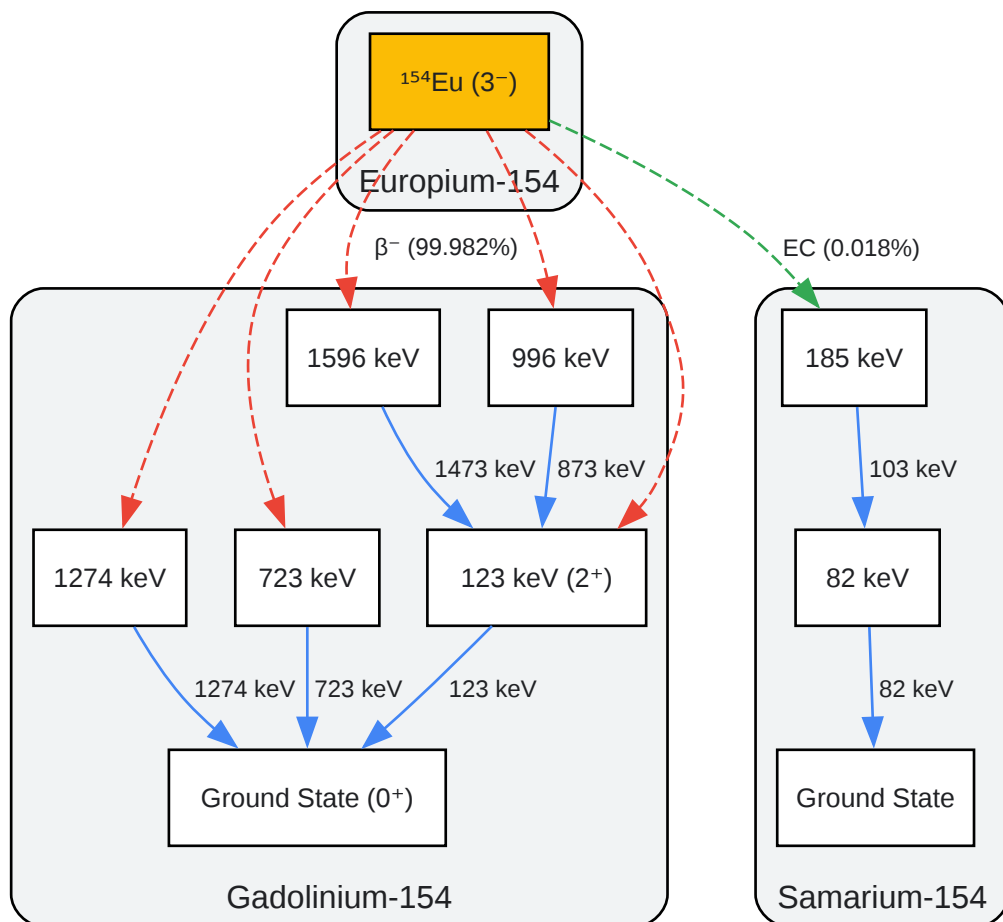 ¹⁵⁴Eu (3⁻)
Europium-154
β⁻ (99.982%)
EC (0.018%)
1596 keV
996 keV
185 keV
1473 keV
873 keV
103 keV
1274 keV
723 keV
123 keV (2⁺)
82 keV
1274 keV
723 keV
123 keV
82 keV
Ground State (0⁺)
Ground State
Gadolinium-154
Samarium-154